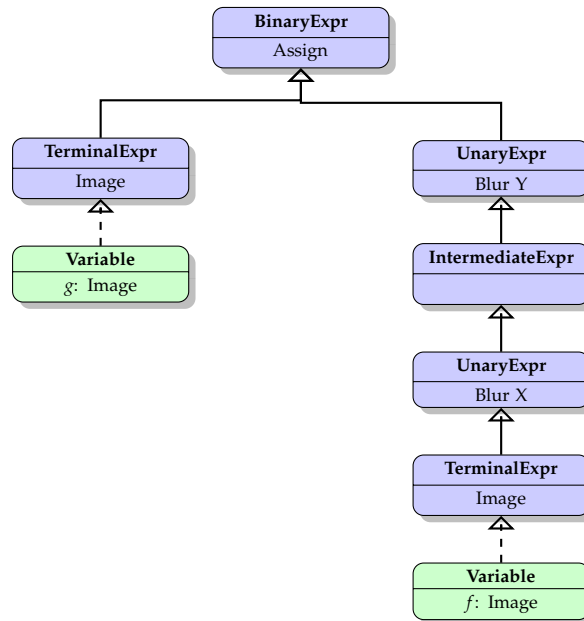 BinaryExpr
Assign
TerminalExpr
Image
Variable
g: Image
UnaryExpr
Blur Y
IntermediateExpr
UnaryExpr
Blur X
TerminalExpr
Image
Variable
f: Image